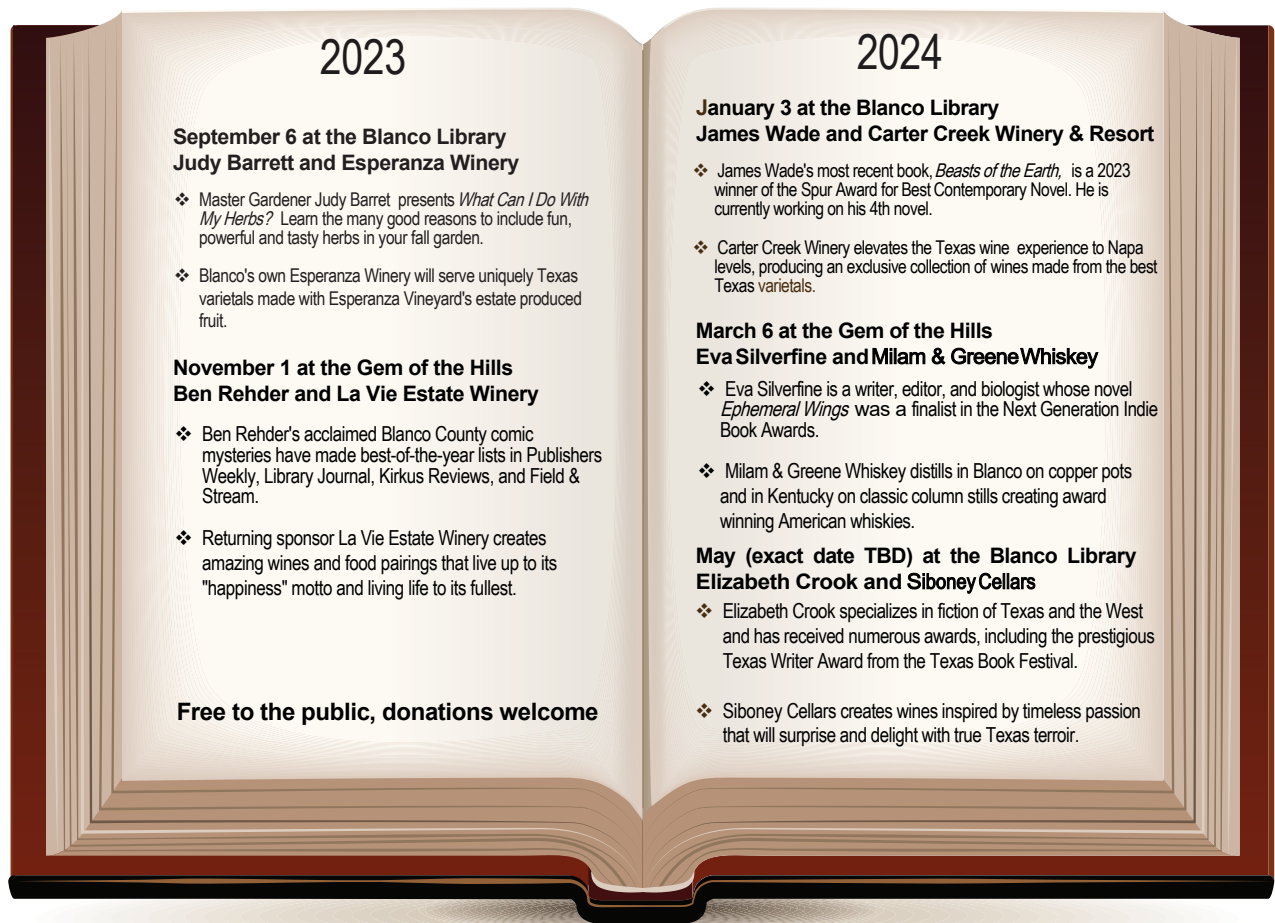 2023
September 6 at the Blanco Library
Judy Barrett and Esperanza Winery
❖ Master Gardener Judy Barret presents What Can I Do With
My Herbs? Learn the many good reasons to include fun,
powerful and tasty herbs in your fall garden.
❖ Blanco's own Esperanza Winery will serve uniquely Texas
varietals made with Esperanza Vineyard's estate produced
fruit.
November 1 at the Gem of the Hills
Ben Rehder and La Vie Estate Winery
❖ Ben Rehder's acclaimed Blanco County comic
mysteries have made best-of-the-year lists in Publishers
Weekly, Library Journal, Kirkus Reviews, and Field &
Stream.
❖ Returning sponsor La Vie Estate Winery creates
amazing wines and food pairings that live up to its
"happiness" motto and living life to its fullest.
Free to the public, donations welcome
2024
January 3 at the Blanco Library
James Wade and Carter Creek Winery & Resort
❖ James Wade's most recent book, Beasts of the Earth, is a 2023
winner of the Spur Award for Best Contemporary Novel. He is
currently working on his 4th novel.
❖ Carter Creek Winery elevates the Texas wine experience to Napa
levels, producing an exclusive collection of wines made from the best
Texas varietals.
March 6 at the Gem of the Hills
Eva Silverfine and Milam & Greene Whiskey
❖ Eva Silverfine is a writer, editor, and biologist whose novel
Ephemeral Wings was a finalist in the Next Generation Indie
Book Awards.
❖ Milam & Greene Whiskey distills in Blanco on copper pots
and in Kentucky on classic column stills creating award
winning American whiskies.
May (exact date TBD) at the Blanco Library
Elizabeth Crook and Siboney Cellars
❖ Elizabeth Crook specializes in fiction of Texas and the West
and has received numerous awards, including the prestigious
Texas Writer Award from the Texas Book Festival.
❖ Siboney Cellars creates wines inspired by timeless passion
that will surprise and delight with true Texas terroir.